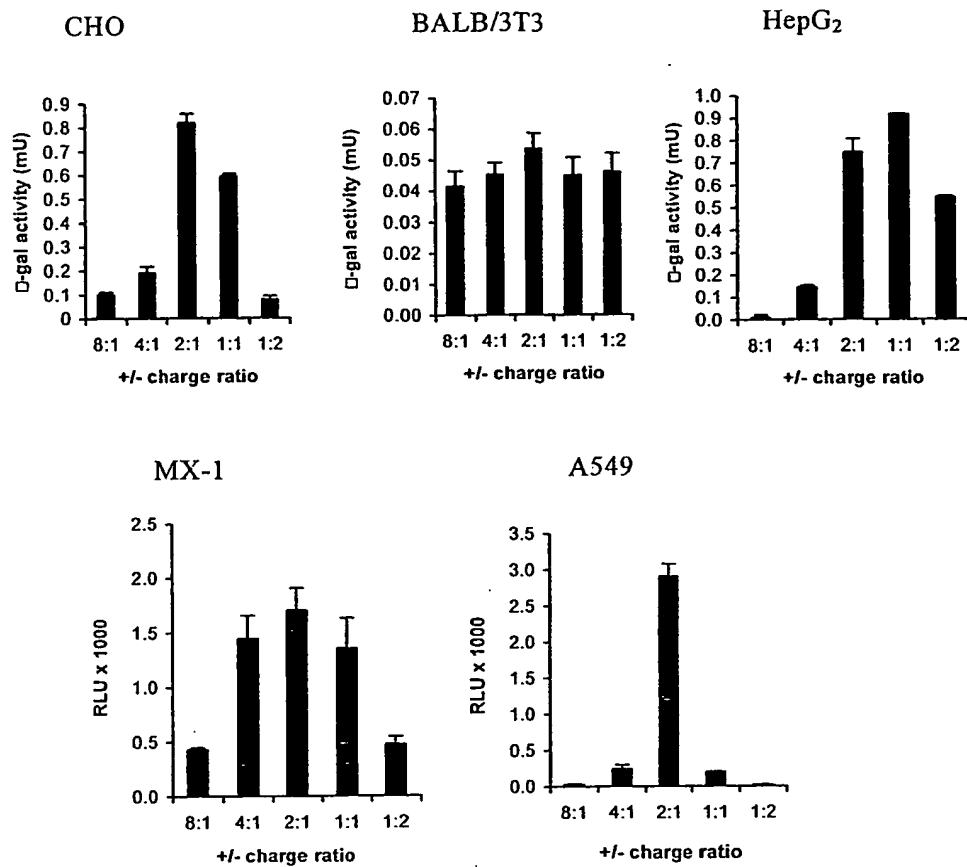 CHO
BALB/3T3
HepG₂
□-gal activity (mU)
0.9
0.8
0.7
0.6
0.5
0.4
0.3
0.2
0.1
0
8:1 4:1 2:1 1:1 1:2
+/- charge ratio
□-gal activity (mU)
0.07
0.06
0.05
0.04
0.03
0.02
0.01
0.00
8:1 4:1 2:1 1:1 1:2
+/- charge ratio
□-gal activity (mU)
1.0
0.9
0.8
0.7
0.6
0.5
0.4
0.3
0.2
0.1
0.0
8:1 4:1 2:1 1:1 1:2
+/- charge ratio
MX-1
A549
RLU x 1000
2.5
2.0
1.5
1.0
0.5
0.0
8:1 4:1 2:1 1:1 1:2
+/- charge ratio
RLU x 1000
3.5
3.0
2.5
2.0
1.5
1.0
0.5
0.0
8:1 4:1 2:1 1:1 1:2
+/- charge ratio